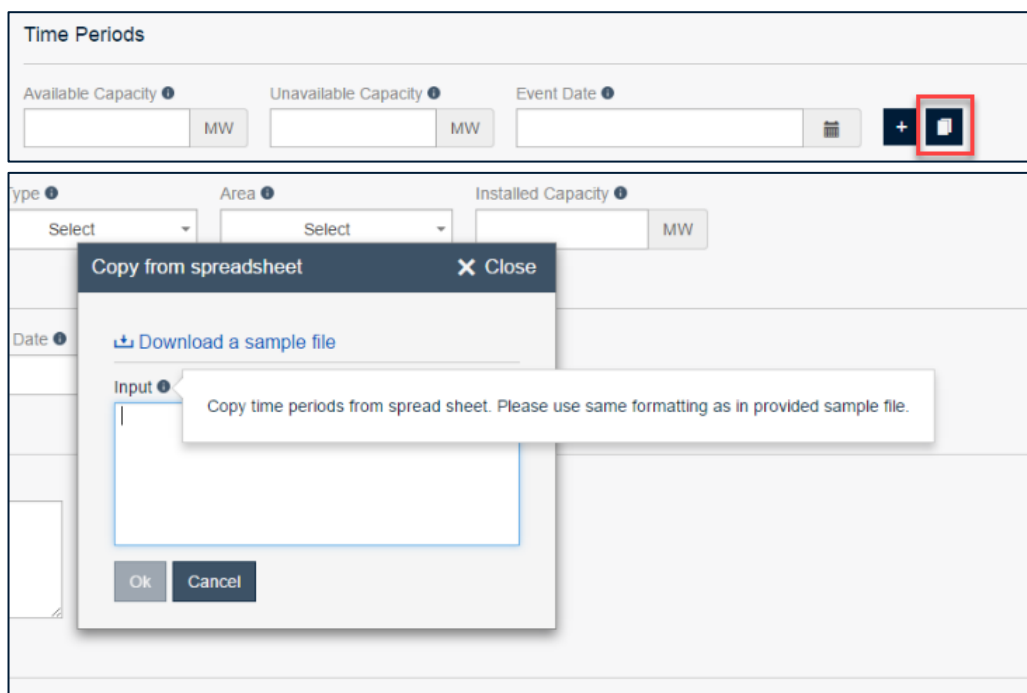 Time Periods
Available Capacity Unavailable Capacity Event Date
MW MW +
Type Area Installed Capacity
Select Select MW
Copy from spreadsheet Close
Date
Download a sample file
Input
Copy time periods from spread sheet. Please use same formatting as in provided sample file.
Ok Cancel